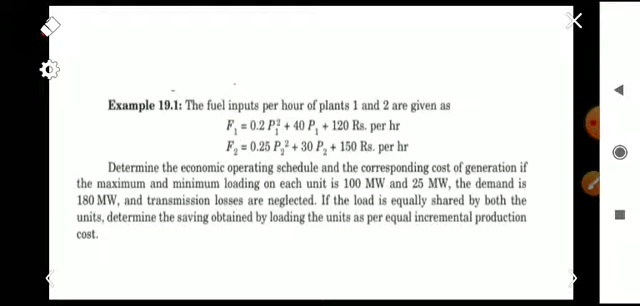 Example 19.1: The fuel inputs per hour of plants 1 and 2 are given as
F₁ = 0.2 P₁² + 40 P₁ + 120 Rs. per hr
F₂ = 0.25 P₂² + 30 P₂ + 150 Rs. per hr
Determine the economic operating schedule and the corresponding cost of generation if
the maximum and minimum loading on each unit is 100 MW and 25 MW, the demand is
180 MW, and transmission losses are neglected. If the load is equally shared by both the
units, determine the saving obtained by loading the units as per equal incremental production
cost.